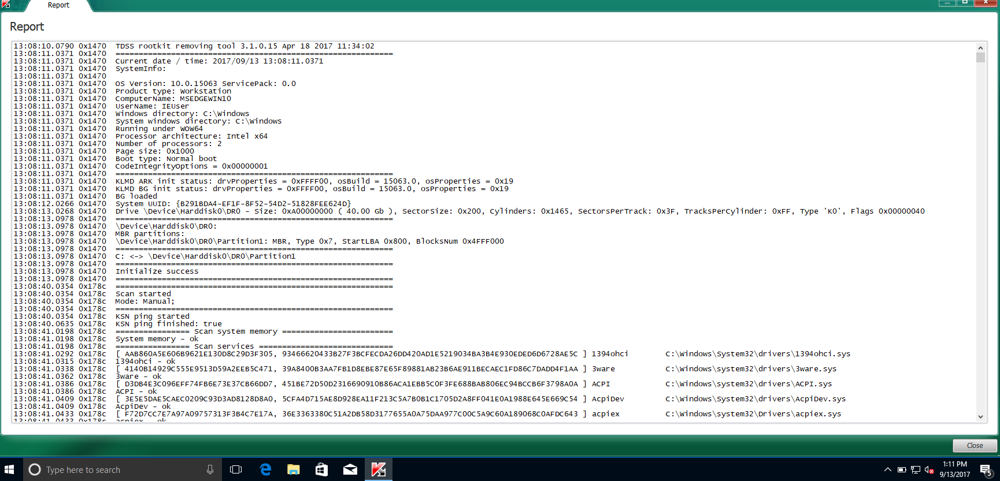 Report
Report
13:08:10.0790 0x1470  TDSS rootkit removing tool 3.1.0.15 Apr 18 2017 11:34:02
13:08:11.0371 0x1470  ============================================================
13:08:11.0371 0x1470  Current date / time: 2017/09/13 13:08:11.0371
13:08:11.0371 0x1470  SystemInfo:
13:08:11.0371 0x1470
13:08:11.0371 0x1470  OS Version: 10.0.15063 ServicePack: 0.0
13:08:11.0371 0x1470  Product type: Workstation
13:08:11.0371 0x1470  ComputerName: MSEDGEWIN10
13:08:11.0371 0x1470  UserName: IEUser
13:08:11.0371 0x1470  Windows directory: C:\Windows
13:08:11.0371 0x1470  System windows directory: C:\Windows
13:08:11.0371 0x1470  Running under WOW64
13:08:11.0371 0x1470  Processor architecture: Intel x64
13:08:11.0371 0x1470  Number of processors: 2
13:08:11.0371 0x1470  Page size: 0x1000
13:08:11.0371 0x1470  Boot type: Normal boot
13:08:11.0371 0x1470  CodeIntegrityOptions = 0x00000001
13:08:11.0371 0x1470  ============================================================
13:08:11.0371 0x1470  KLMD ARK init status: drvProperties = 0xFFFF00, osBuild = 15063.0, osProperties = 0x19
13:08:11.0371 0x1470  KLMD BG init status: drvProperties = 0xFFFF00, osBuild = 15063.0, osProperties = 0x19
13:08:11.0371 0x1470  BG loaded
13:08:12.0266 0x1470  System UUID: {B291BDA4-EF1F-8F52-54D2-51828FEE624D}
13:08:13.0268 0x1470  Drive \Device\Harddisk0\DR0 - Size: 0xA00000000 ( 40.00 Gb ), SectorSize: 0x200, Cylinders: 0x1465, SectorsPerTrack: 0x3F, TracksPerCylinder: 0xFF, Type 'K0', Flags 0x00000040
13:08:13.0978 0x1470  ============================================================
13:08:13.0978 0x1470  \Device\Harddisk0\DR0:
13:08:13.0978 0x1470  MBR partitions:
13:08:13.0978 0x1470  \Device\Harddisk0\DR0\Partition1: MBR, Type 0x7, StartLBA 0x800, BlocksNum 0x4FFF000
13:08:13.0978 0x1470  ============================================================
13:08:13.0978 0x1470  C: <-> \Device\Harddisk0\DR0\Partition1
13:08:13.0978 0x1470  ============================================================
13:08:13.0978 0x1470  Initialize success
13:08:13.0978 0x1470  ============================================================
13:08:40.0354 0x178c  ============================================================
13:08:40.0354 0x178c  Scan started
13:08:40.0354 0x178c  Mode: Manual;
13:08:40.0354 0x178c  ============================================================
13:08:40.0354 0x178c  KSN ping started
13:08:40.0635 0x178c  KSN ping finished: true
13:08:41.0198 0x178c  ================ Scan system memory ========================
13:08:41.0198 0x178c  System memory - ok
13:08:41.0198 0x178c  ================ Scan services =============================
13:08:41.0292 0x178c  [ AAB860A5E606B9621E130D8C29D3F305, 93466620433B27F3BCFECDA26DD420AD1E5219034BA3B4E930EDED6D6728AE5C ] 1394ohci        C:\Windows\System32\drivers\1394ohci.sys
13:08:41.0315 0x178c  1394ohci - ok
13:08:41.0338 0x178c  [ 4140B14929C555E9513D59A2EEB5C471, 39A8400B3AA7FB1D8EBE87E65F89881AB23B6AE911BECAEC1FD86C7DADD4F1AA ] 3ware           C:\Windows\system32\drivers\3ware.sys
13:08:41.0362 0x178c  3ware - ok
13:08:41.0386 0x178c  [ D3DB4E3C096EFF74FB6E73E37CB66DD7, 451BE72D50D2316690910B86ACA1EBB5C0F3FE688BAB806EC94BCCB6F3798A0A ] ACPI            C:\Windows\system32\drivers\ACPI.sys
13:08:41.0386 0x178c  ACPI - ok
13:08:41.0409 0x178c  [ 3E5E5DAE5CAEC0209C93D3AD8128D8A0, 5CFA4D715AE8D928EA11F213C5A7B0B1C1705D2A8FF041E0A1988E645E669C54 ] AcpiDev         C:\Windows\System32\drivers\AcpiDev.sys
13:08:41.0409 0x178c  AcpiDev - ok
13:08:41.0433 0x178c  [ F72D7CC7E7A97A09757313F3B4C7E17A, 36E3363380C51A2DB58D3177655A0A75DAA977C00C5A9C60A189068C0AFDC643 ] acpiex          C:\Windows\system32\Drivers\acpiex.sys
13:08:41.0433 0x178c  acpiex - ok
Close
Type here to search
1:11 PM
9/13/2017
5